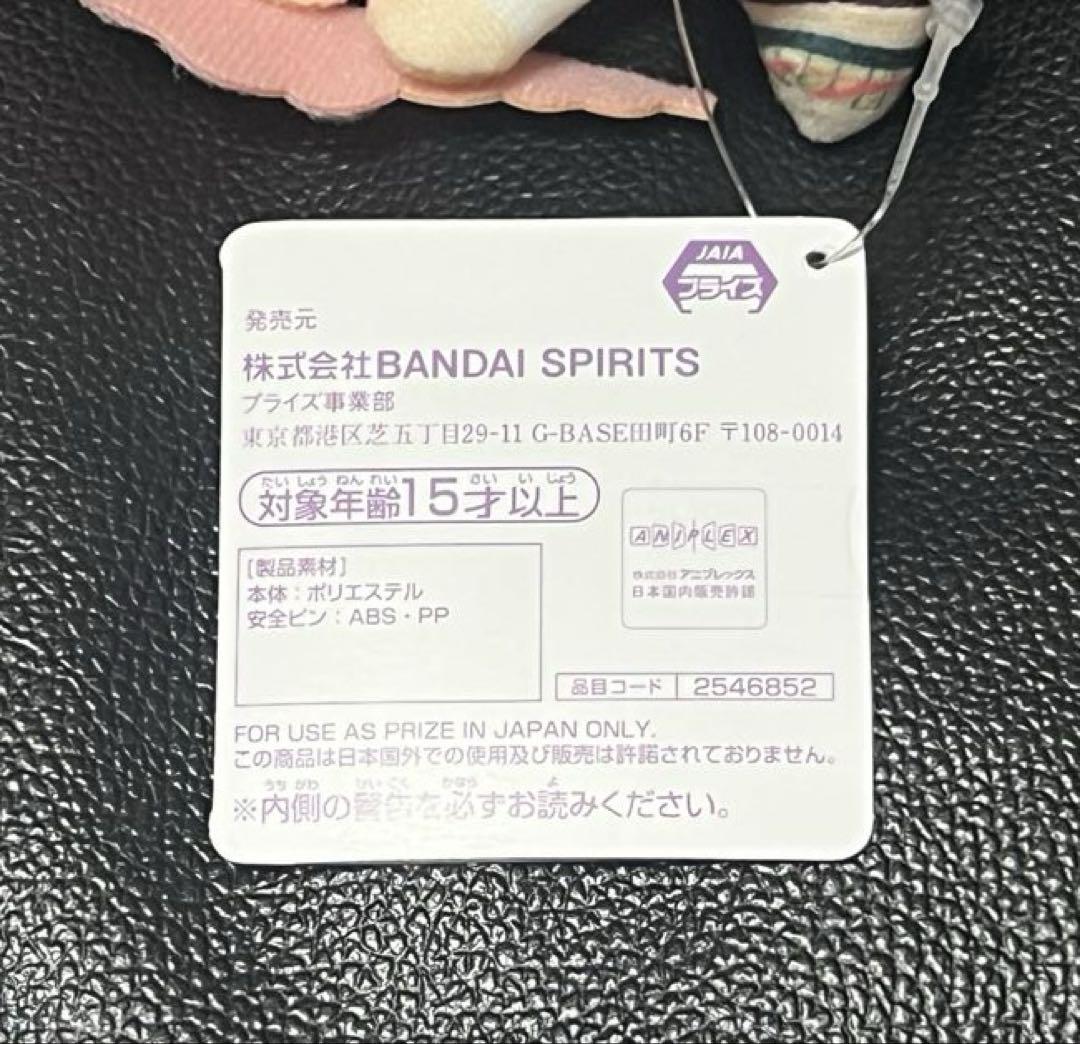 JAIA
プライズ
発売元
株式会社BANDAI SPIRITS
プライズ事業部
東京都港区芝五丁目29-11 G-BASE田町6F 〒108-0014
たいしょうねんれい さいいじょう
対象年齢15才以上
ANIPLEX
株式会社アニプレックス
日本国内販売許諾
[製品素材]
本体：ポリエステル
安全ピン：ABS・PP
品目コード 2546852
FOR USE AS PRIZE IN JAPAN ONLY.
この商品は日本国外での使用及び販売は許諾されておりません。
うちがわ けいこく かなら よ
※内側の警告を必ずお読みください。